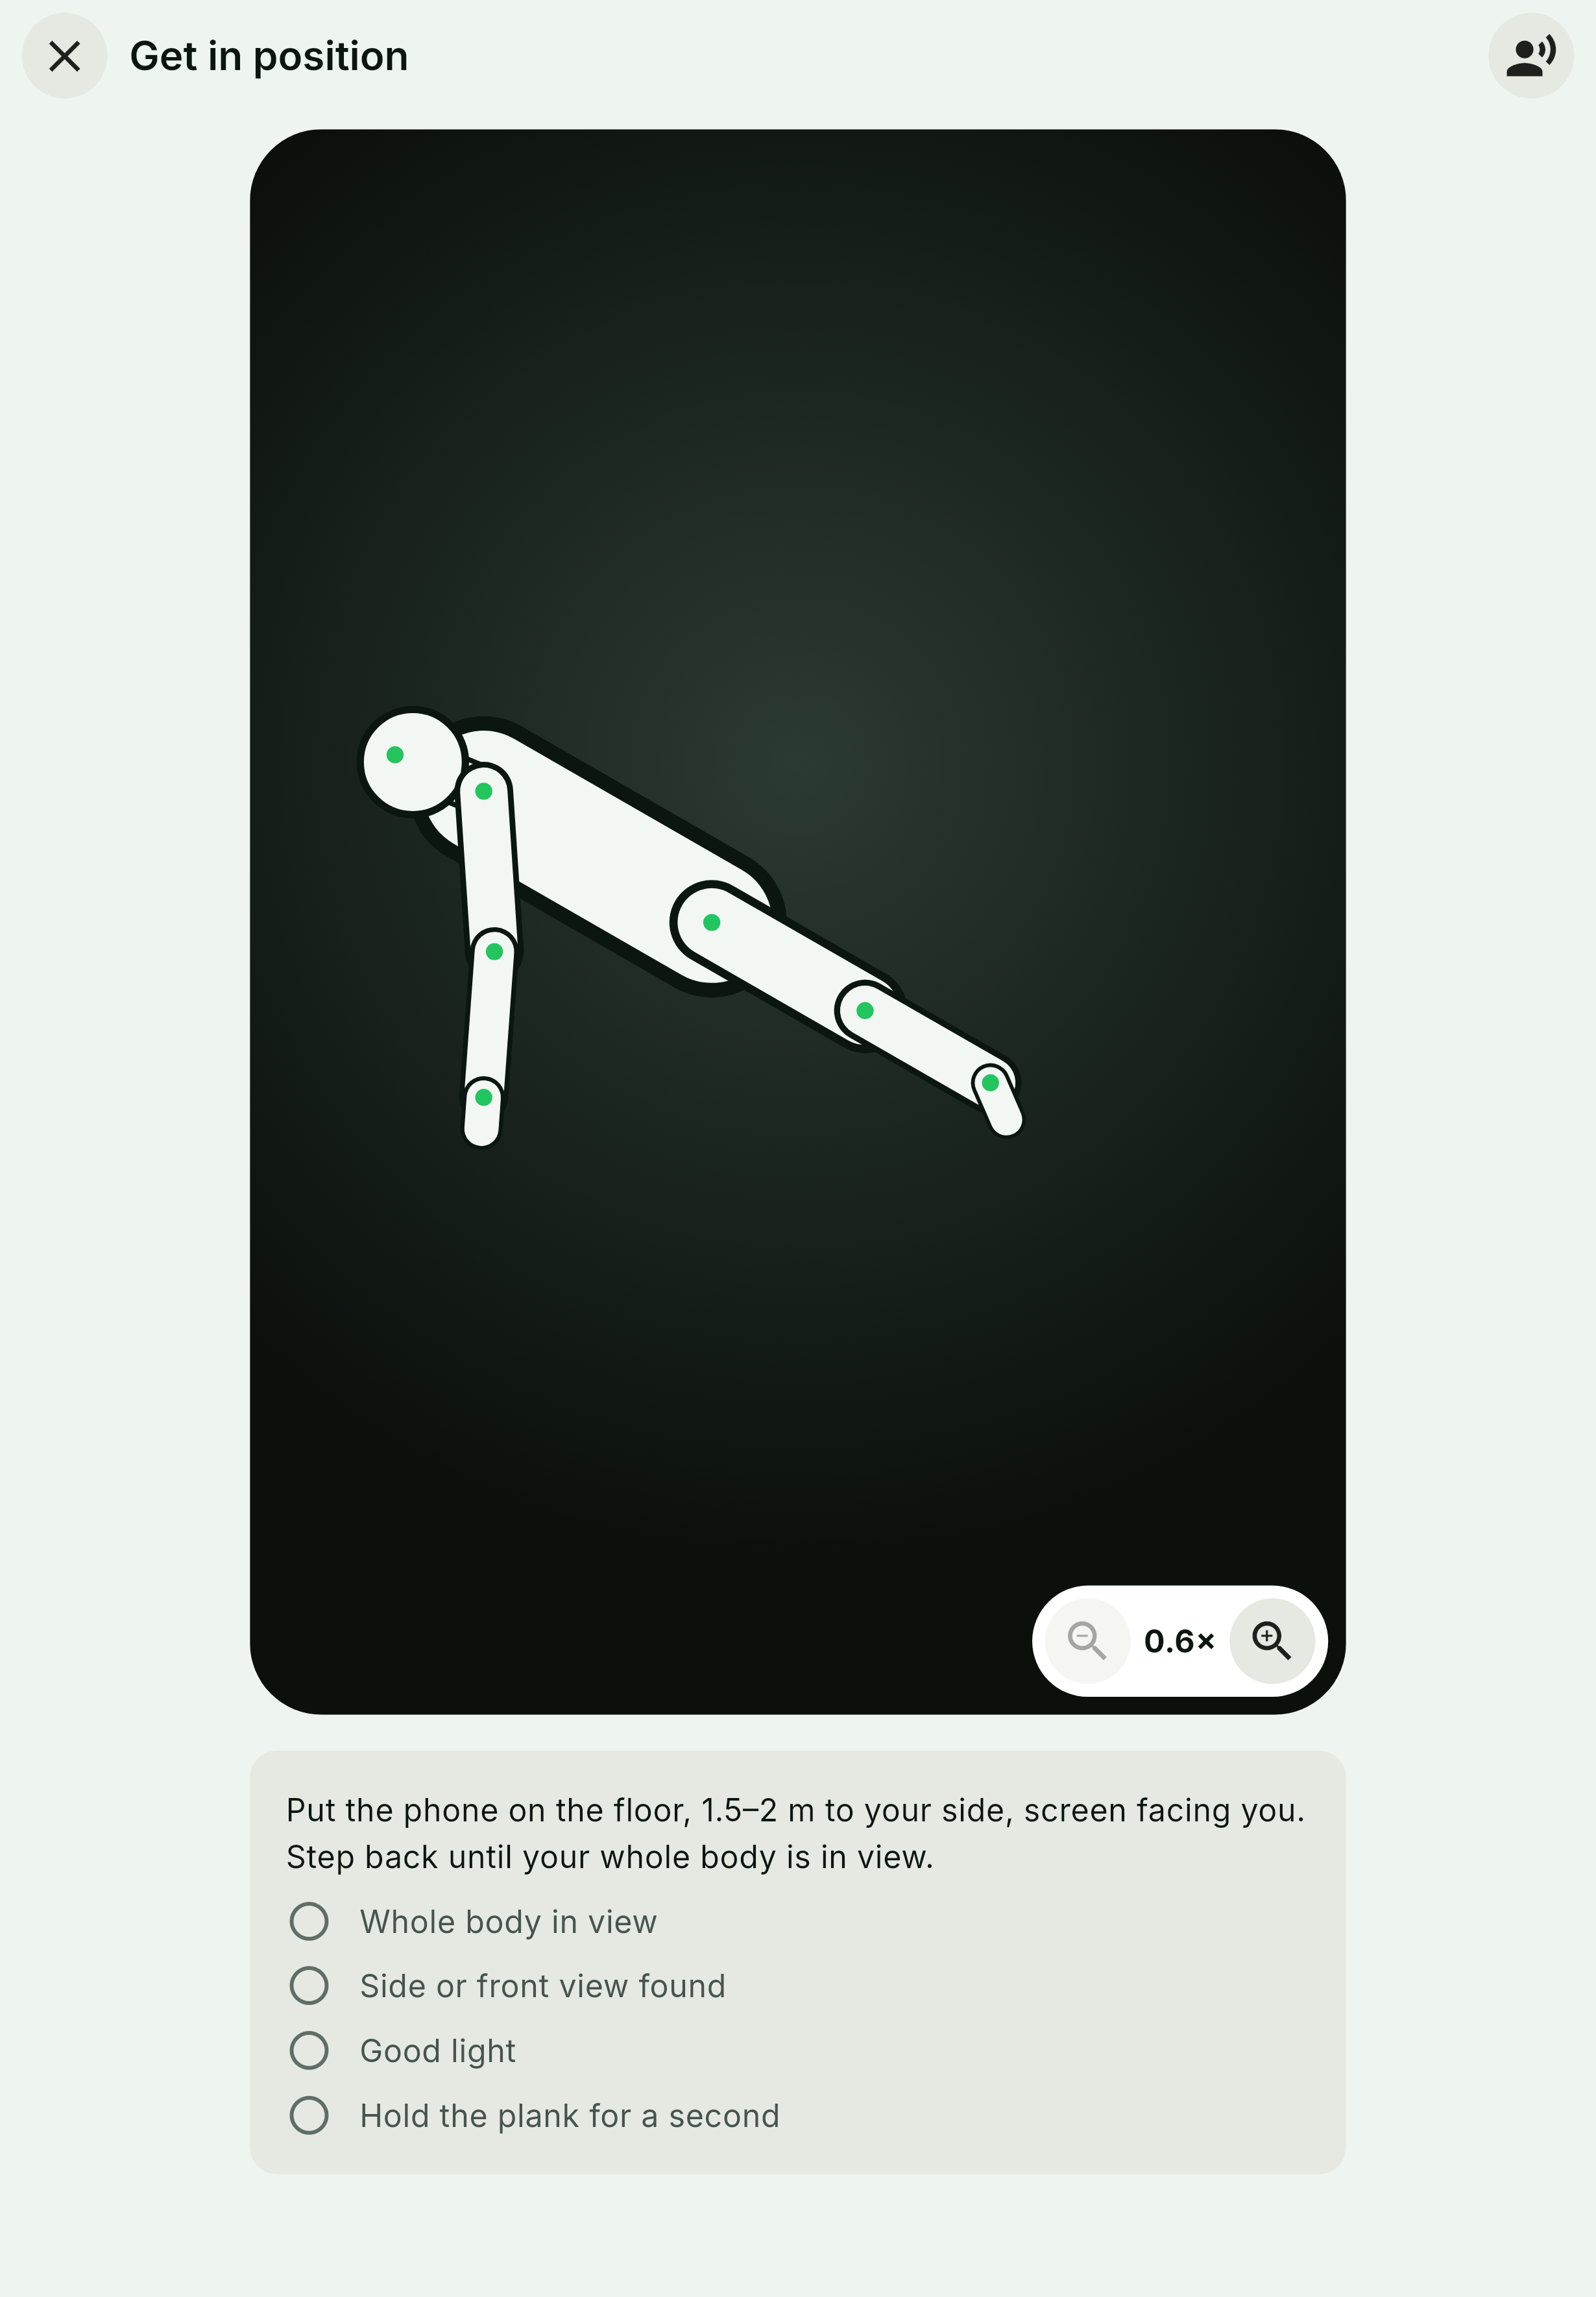 Get in position
0.6×
Put the phone on the floor, 1.5–2 m to your side, screen facing you.
Step back until your whole body is in view.
Whole body in view
Side or front view found
Good light
Hold the plank for a second